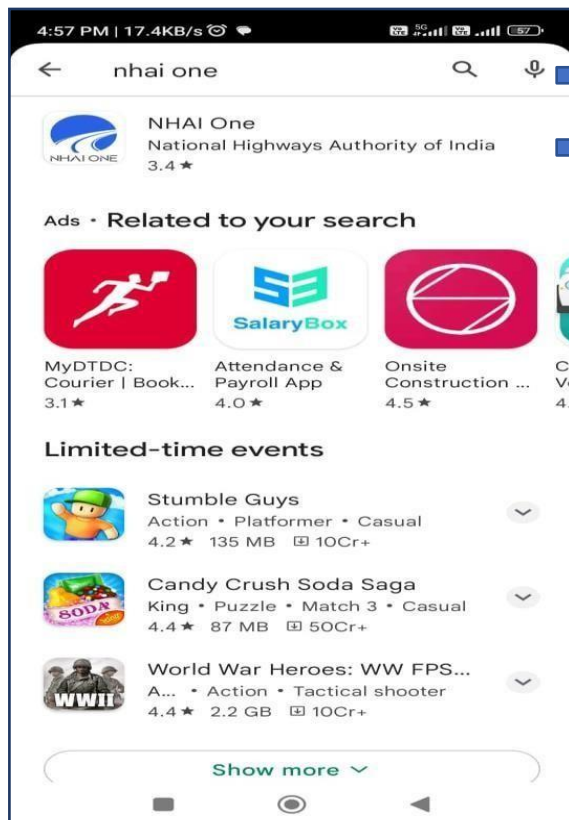 4:57 PM | 17.4KB/s
57
nhai one
NHAI One
National Highways Authority of India
3.4★
NHAI ONE
Ads • Related to your search
SalaryBox
MyDTDC:
Courier | Book...
3.1★
Attendance &
Payroll App
4.0★
Onsite
Construction ...
4.5★
Limited-time events
Stumble Guys
Action • Platformer • Casual
4.2★ 135 MB 10Cr+
SODA
Candy Crush Soda Saga
King • Puzzle • Match 3 • Casual
4.4★ 87 MB 50Cr+
WWII
World War Heroes: WW FPS...
A... • Action • Tactical shooter
4.4★ 2.2 GB 10Cr+
Show more